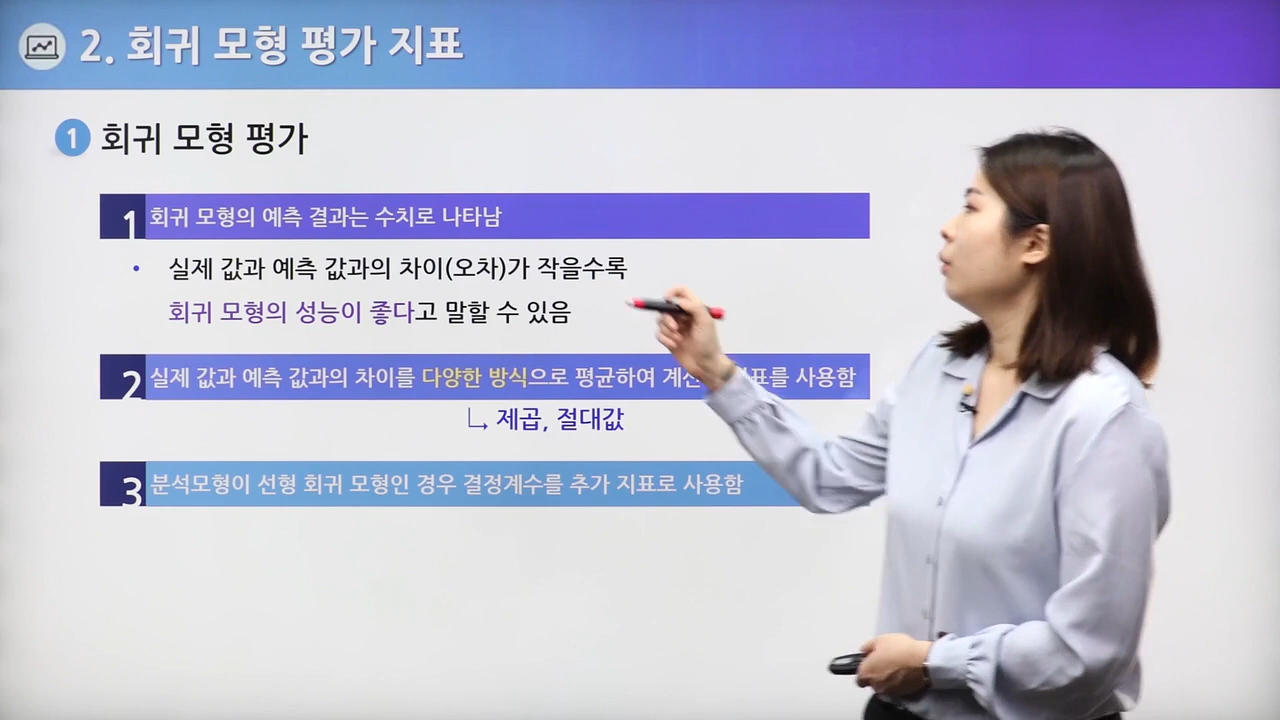 2. 회귀 모형 평가 지표
1 회귀 모형 평가
1 회귀 모형의 예측 결과는 수치로 나타남
• 실제 값과 예측 값과의 차이(오차)가 작을수록
회귀 모형의 성능이 좋다고 말할 수 있음
2 실제 값과 예측 값과의 차이를 다양한 방식으로 평균하여 를 사용함
제곱, 절대값
3 분석모형이 선형 회귀 모형인 경우 결정계수를 추가 지표로 사용함